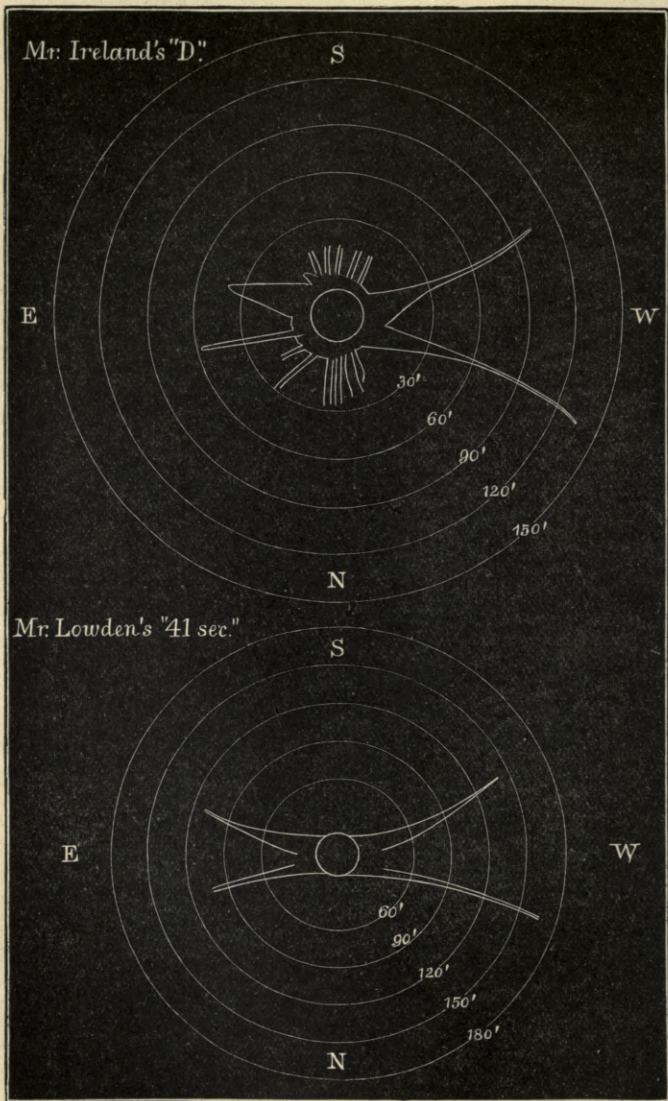 Mr. Ireland's "D."
S
E
W
30'
60'
90'
120'
150'
N
Mr. Lowden's "41 sec."
S
E
W
60'
90'
120'
150'
180'
N